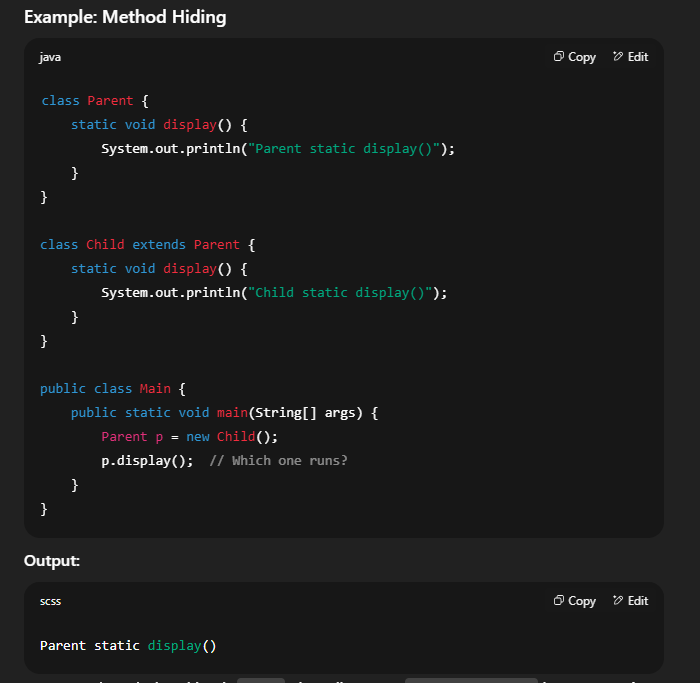 Example: Method Hiding
java
Copy
Edit
class Parent {
    static void display() {
        System.out.println("Parent static display()");
    }
}
class Child extends Parent {
    static void display() {
        System.out.println("Child static display()");
    }
}
public class Main {
    public static void main(String[] args) {
        Parent p = new Child();
        p.display();  // Which one runs?
    }
}
Output:
scss
Copy
Edit
Parent static display()